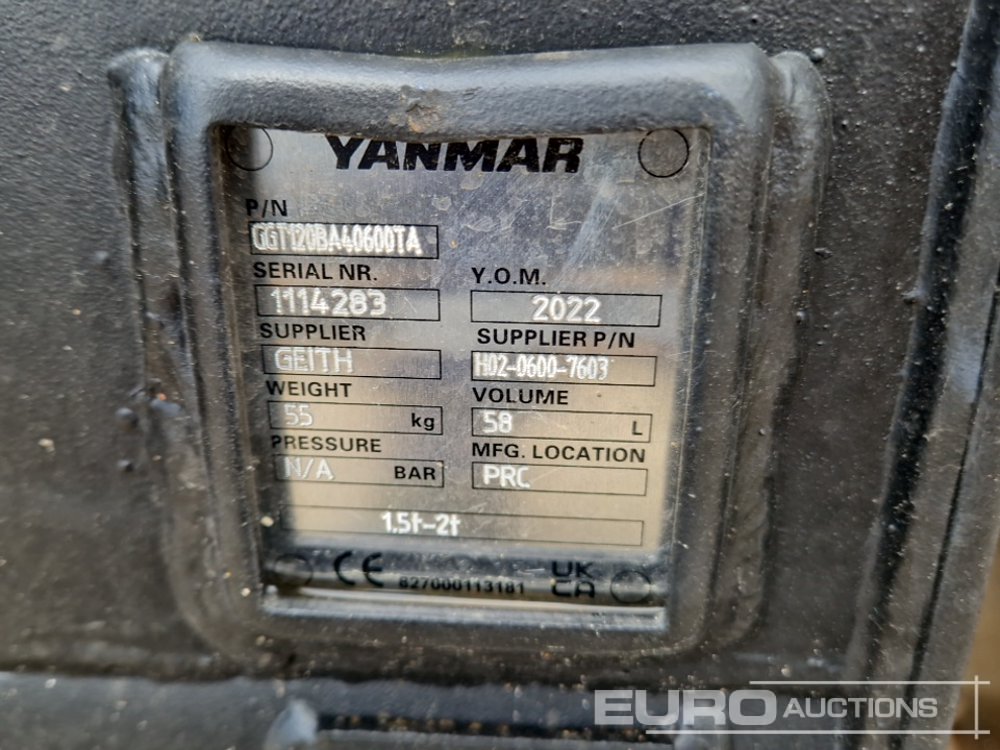 YANMAR
P/N
GGT120BA40600TA
SERIAL NR.
1114283
Y.O.M.
2022
SUPPLIER
GEITH
SUPPLIER P/N
H02-0600-7603
WEIGHT
55 kg
VOLUME
58 L
PRESSURE
N/A BAR
MFG. LOCATION
PRC
1.5t-2t
CE
827000113181
UK
CA
EURO AUCTIONS